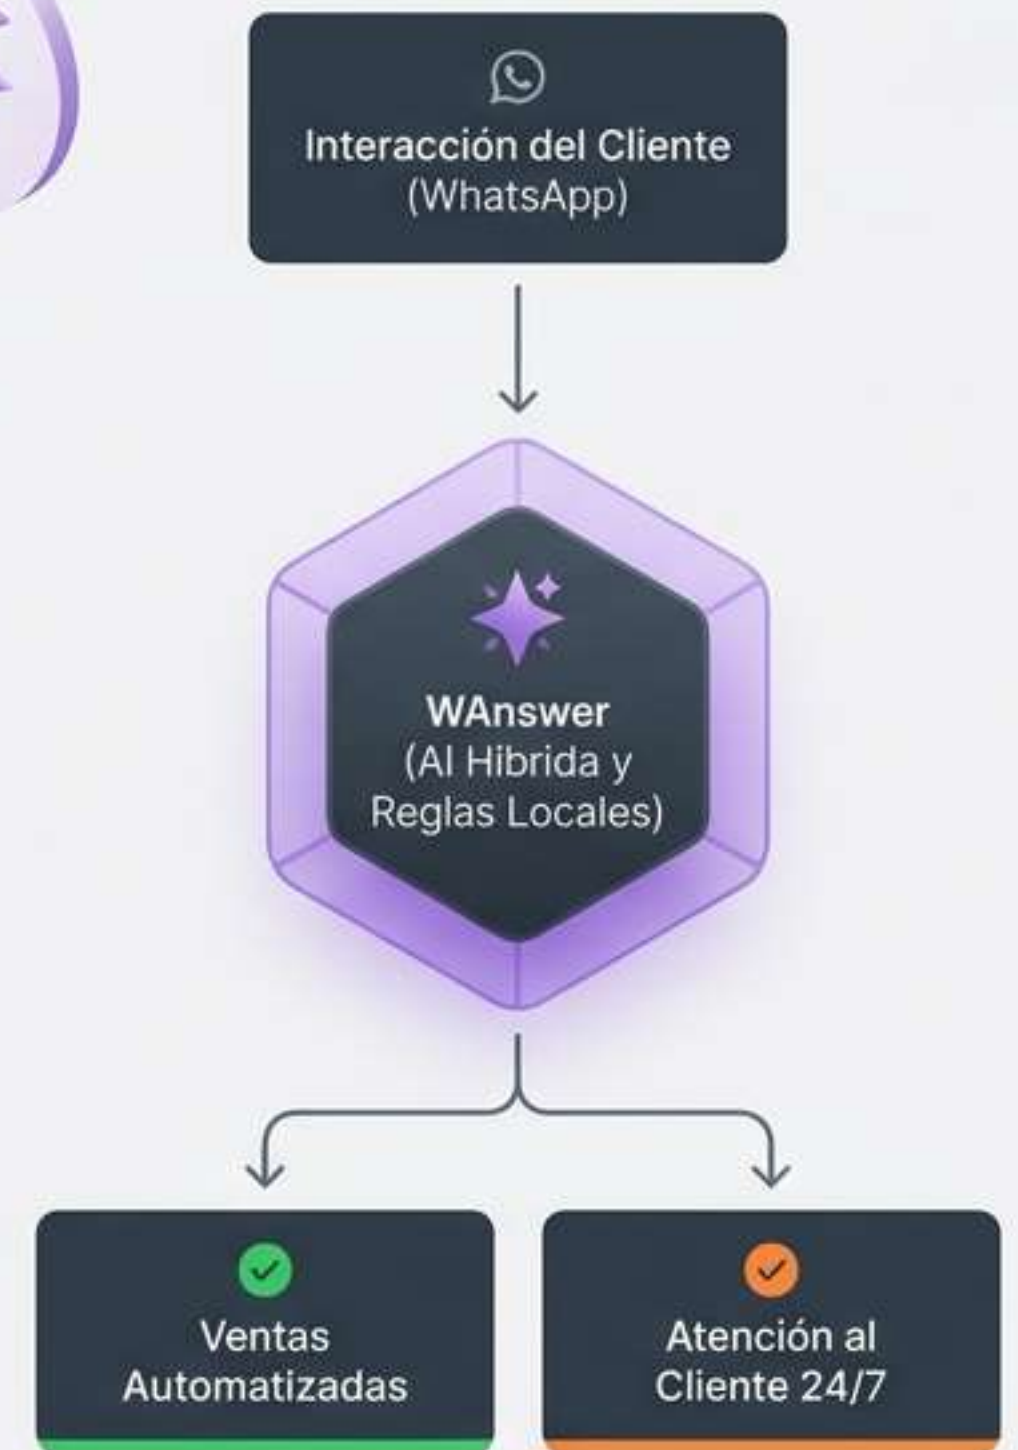 Interacción del Cliente
(WhatsApp)
WAnswer
(AI Hibrida y
Reglas Locales)
Ventas
Automatizadas
Atención al
Cliente 24/7